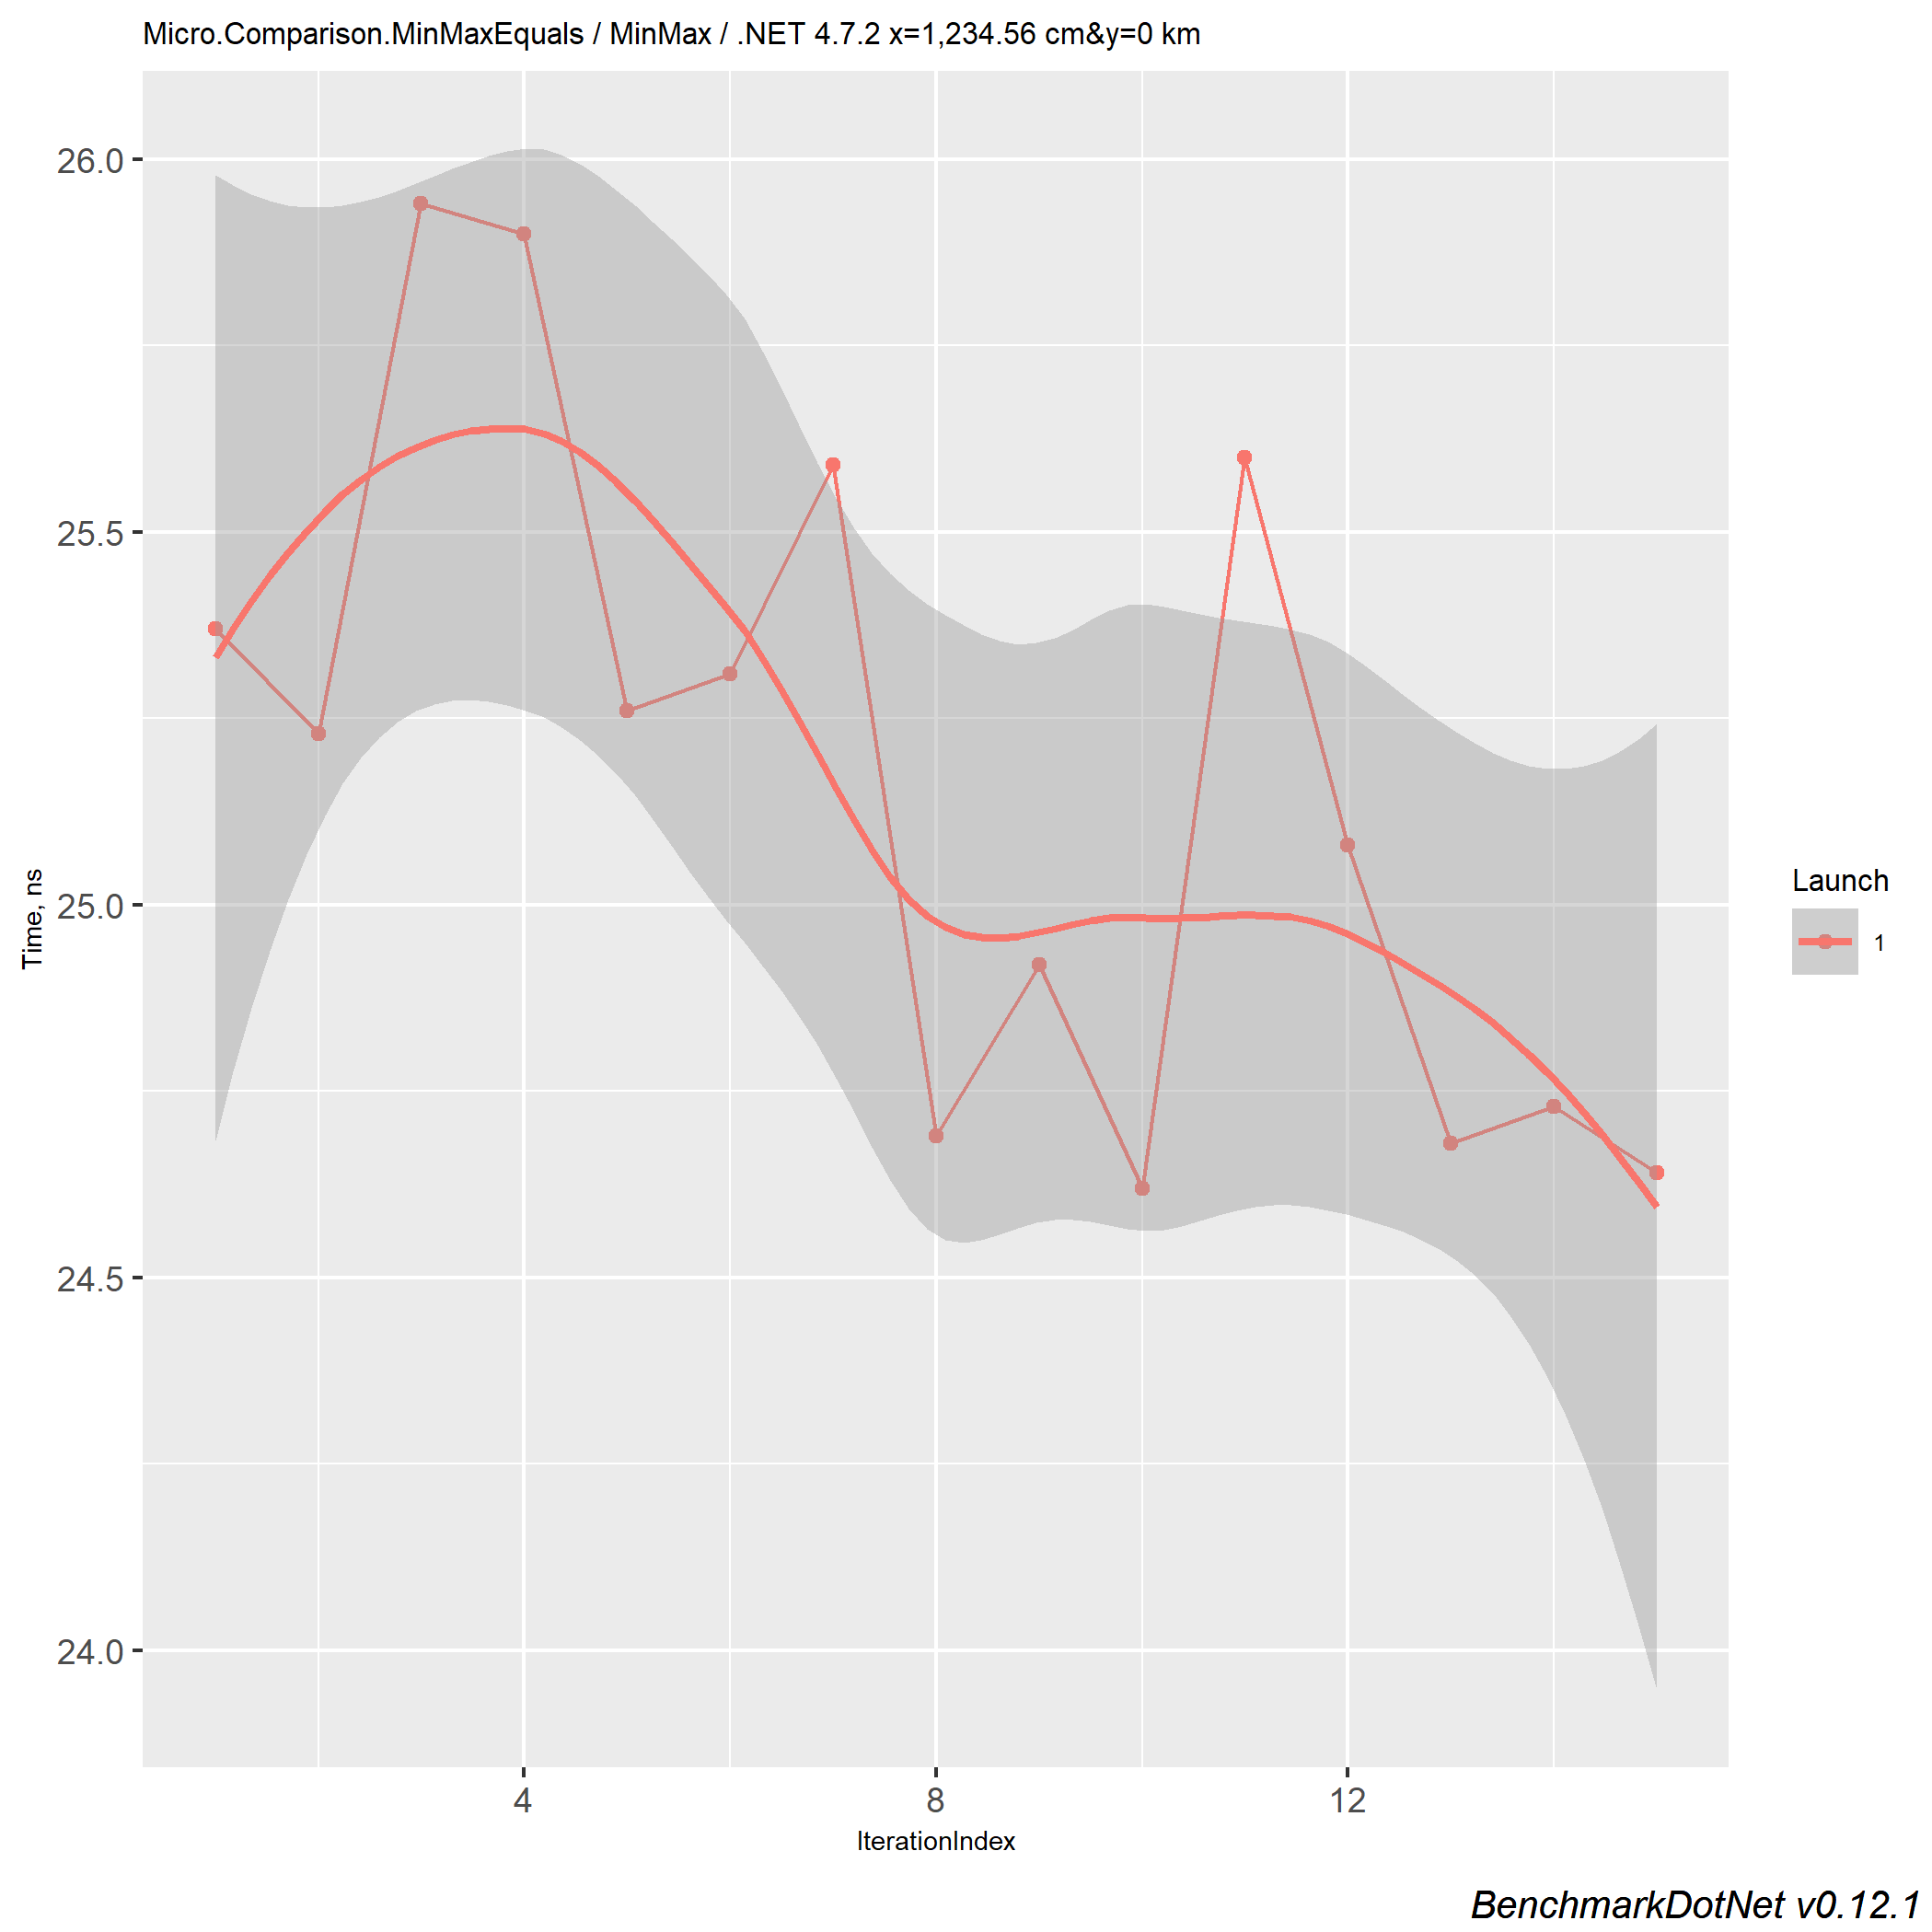 Micro.Comparison.MinMaxEquals / MinMax / .NET 4.7.2 x=1,234.56 cm&y=0 km
26.0
25.5
25.0
24.5
24.0
Time, ns
4
8
12
IterationIndex
Launch
1
BenchmarkDotNet v0.12.1